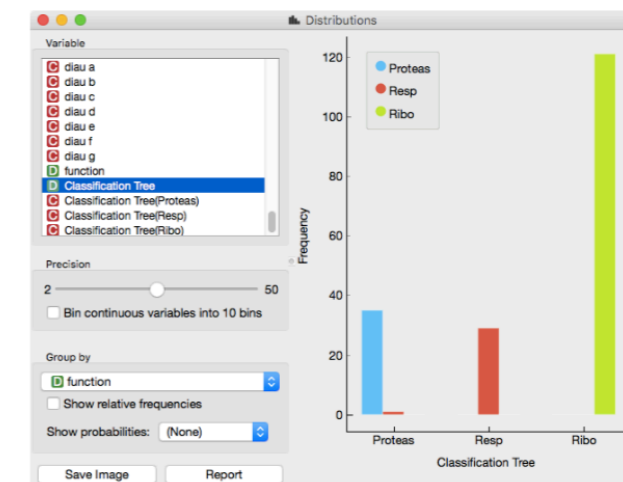 Distributions
Variable
C diau a
C diau b
C diau c
C diau d
C diau e
C diau f
C diau g
D function
D Classification Tree
C Classification Tree(Proteas)
C Classification Tree(Resp)
C Classification Tree(Ribo)
Precision
2 50
Bin continuous variables into 10 bins
Group by
D function
Show relative frequencies
Show probabilities: (None)
Save Image Report
Proteas
Resp
Ribo
120
100
80
60
40
20
0
Frequency
Proteas Resp Ribo
Classification Tree